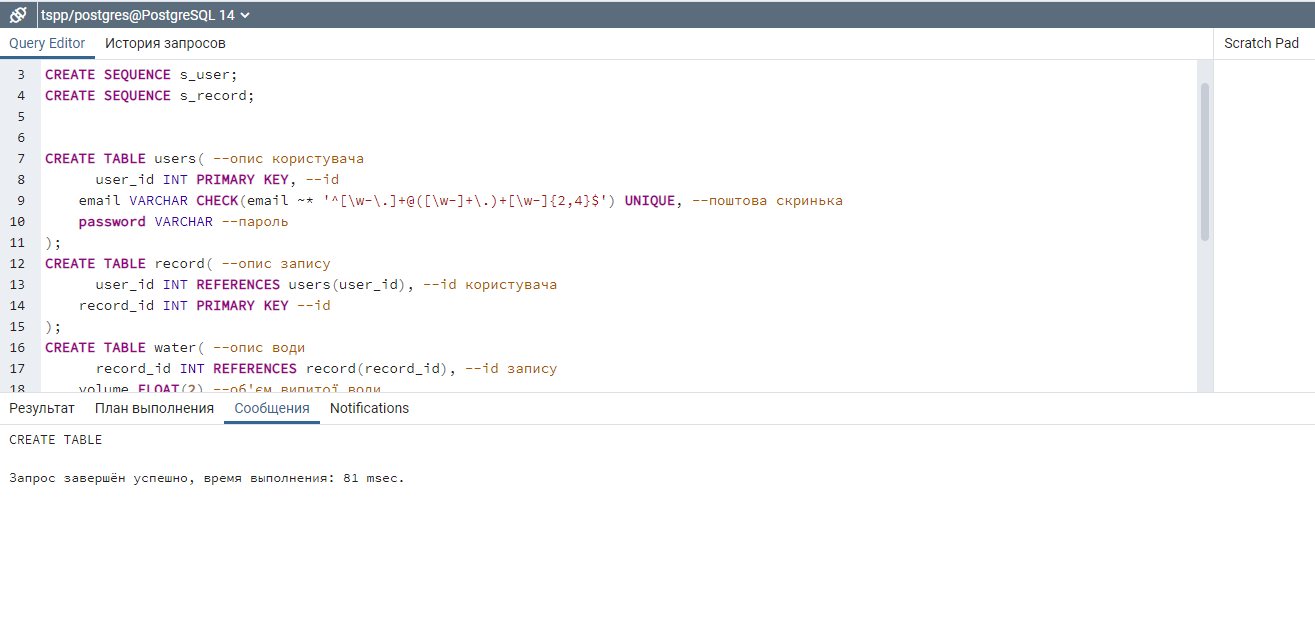 tspp/postgres@PostgreSQL 14
Query Editor История запросов Scratch Pad
3 CREATE SEQUENCE s_user;
4 CREATE SEQUENCE s_record;
5
6
7 CREATE TABLE users( --опис користувача
8 user_id INT PRIMARY KEY, --id
9 email VARCHAR CHECK(email ~* '^[\w-\.]+@([\w-]+\.)+[\w-]{2,4}$') UNIQUE, --поштова скринька
10 password VARCHAR --пароль
11 );
12 CREATE TABLE record( --опис запису
13 user_id INT REFERENCES users(user_id), --id користувача
14 record_id INT PRIMARY KEY --id
15 );
16 CREATE TABLE water( --опис води
17 record_id INT REFERENCES record(record_id), --id запису
18 volume FLOAT(2) --об'єм випитої води
Результат План выполнения Сообщения Notifications
CREATE TABLE
Запрос завершён успешно, время выполнения: 81 msec.